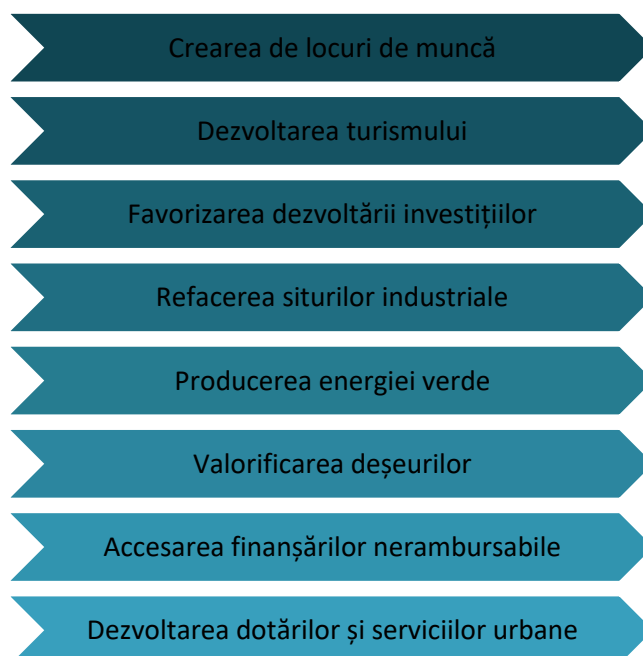 Crearea de locuri de muncă
Dezvoltarea turismului
Favorizarea dezvoltării investițiilor
Refacerea siturilor industriale
Producerea energiei verde
Valorificarea deșeurilor
Accesarea finanșărilor nerambursabile
Dezvoltarea dotărilor și serviciilor urbane